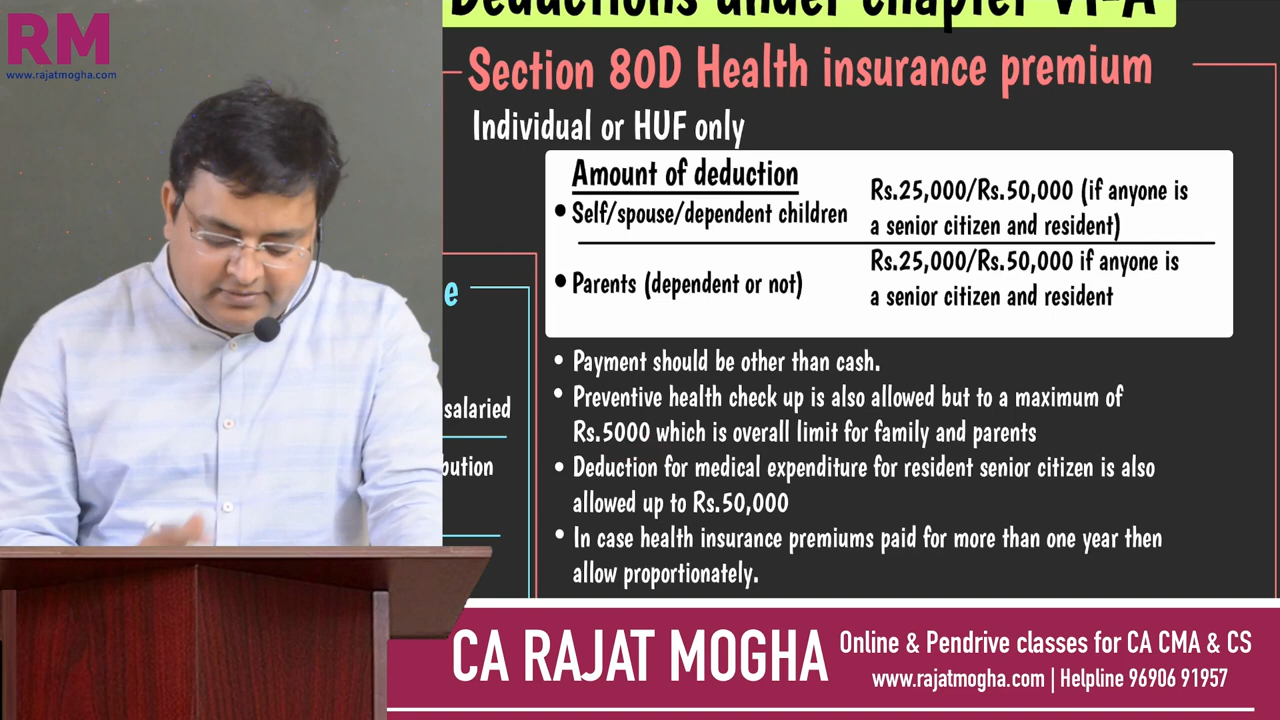 RM
www.rajatmogha.com
Deductions under chapter VI-A
Section 80D Health insurance premium
Individual or HUF only
Amount of deduction
• Self/spouse/dependent children
Rs.25,000/Rs.50,000 (if anyone is
a senior citizen and resident)
• Parents (dependent or not)
Rs.25,000/Rs.50,000 if anyone is
a senior citizen and resident
e
salaried
bution
• Payment should be other than cash.
• Preventive health check up is also allowed but to a maximum of
Rs.5000 which is overall limit for family and parents
• Deduction for medical expenditure for resident senior citizen is also
allowed up to Rs.50,000
• In case health insurance premiums paid for more than one year then
allow proportionately.
CA RAJAT MOGHA
Online & Pendrive classes for CA CMA & CS
www.rajatmogha.com | Helpline 96906 91957